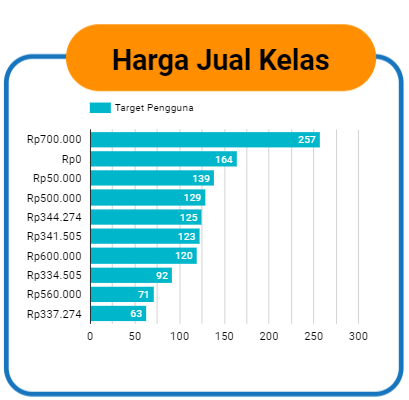 Harga Jual Kelas
Target Pengguna
Rp700.000 257
Rp0 164
Rp50.000 139
Rp500.000 129
Rp344.274 125
Rp341.505 123
Rp600.000 120
Rp334.505 92
Rp560.000 71
Rp337.274 63
0 50 100 150 200 250 300